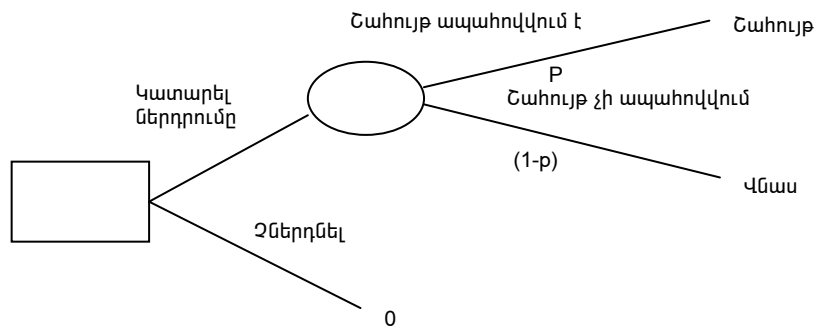 Շահույթ ապահովվում է
Շահույթ
P
Շահույթ չի ապահովվում
Կատարել
ներդրումը
(1-p)
Վնաս
Չներդնել
0